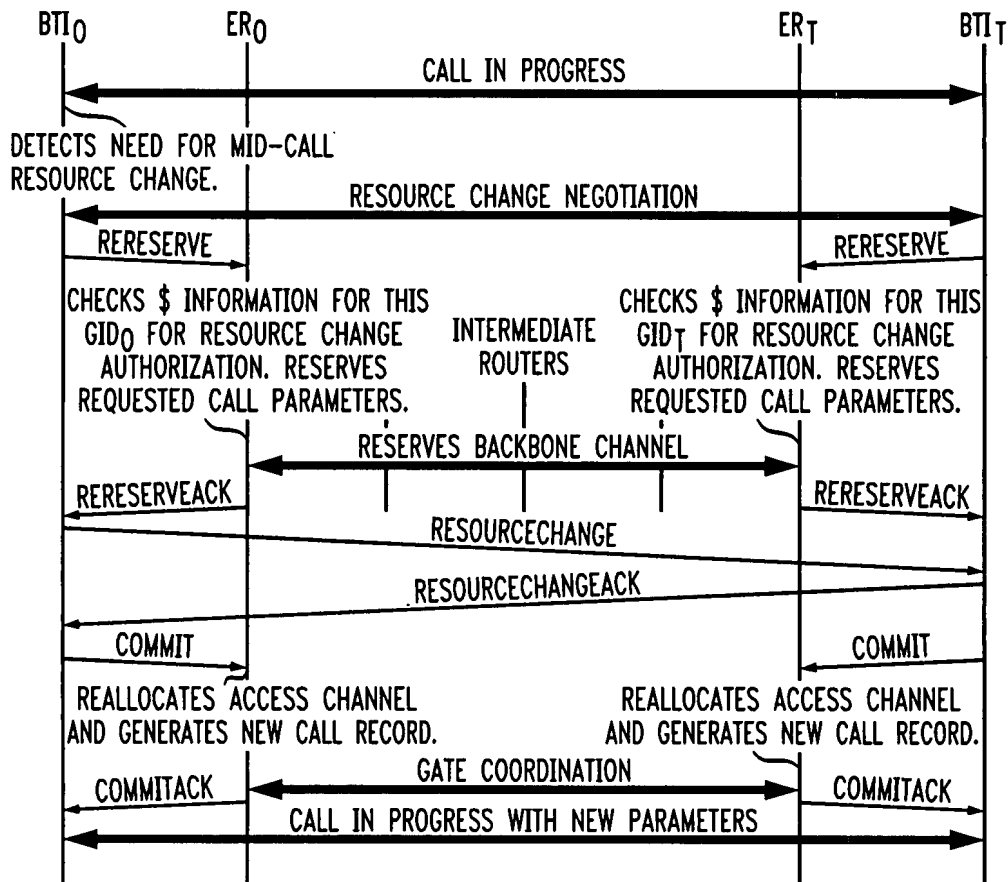 BTI₀ ER₀ ER_T BTI_T
CALL IN PROGRESS
DETECTS NEED FOR MID-CALL
RESOURCE CHANGE.
RESOURCE CHANGE NEGOTIATION
RERESERVE RERESERVE
CHECKS $ INFORMATION FOR THIS
GID₀ FOR RESOURCE CHANGE
AUTHORIZATION. RESERVES
REQUESTED CALL PARAMETERS.
INTERMEDIATE
ROUTERS
CHECKS $ INFORMATION FOR THIS
GID_T FOR RESOURCE CHANGE
AUTHORIZATION. RESERVES
REQUESTED CALL PARAMETERS.
RESERVES BACKBONE CHANNEL
RERESERVEACK RERESERVEACK
RESOURCECHANGE
RESOURCECHANGEACK
COMMIT COMMIT
REALLOCATES ACCESS CHANNEL
AND GENERATES NEW CALL RECORD.
REALLOCATES ACCESS CHANNEL
AND GENERATES NEW CALL RECORD.
GATE COORDINATION
COMMITACK COMMITACK
CALL IN PROGRESS WITH NEW PARAMETERS